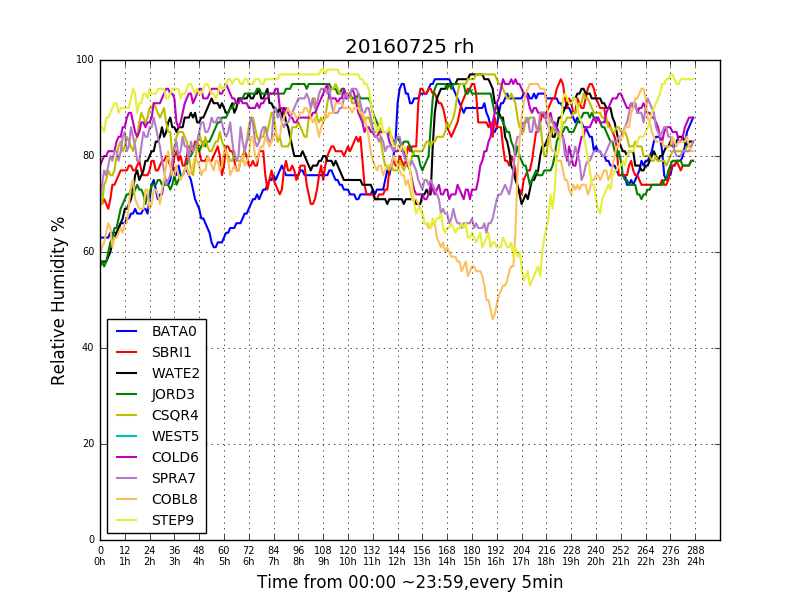 20160725 rh
100
80
60
40
20
0
Relative Humidity %
BATA0
SBRI1
WATE2
JORD3
CSQR4
WEST5
COLD6
SPRA7
COBL8
STEP9
0 12 24 36 48 60 72 84 96 108 120 132 144 156 168 180 192 204 216 228 240 252 264 276 288
0h 1h 2h 3h 4h 5h 6h 7h 8h 9h 10h 11h 12h 13h 14h 15h 16h 17h 18h 19h 20h 21h 22h 23h 24h
Time from 00:00 ~23:59,every 5min